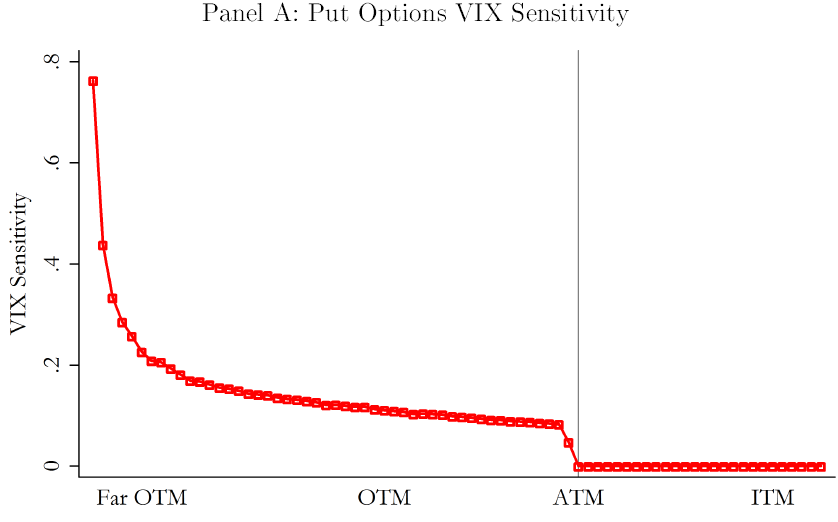 Panel A: Put Options VIX Sensitivity
.8
.6
.4
.2
0
VIX Sensitivity
Far OTM
OTM
ATM
ITM